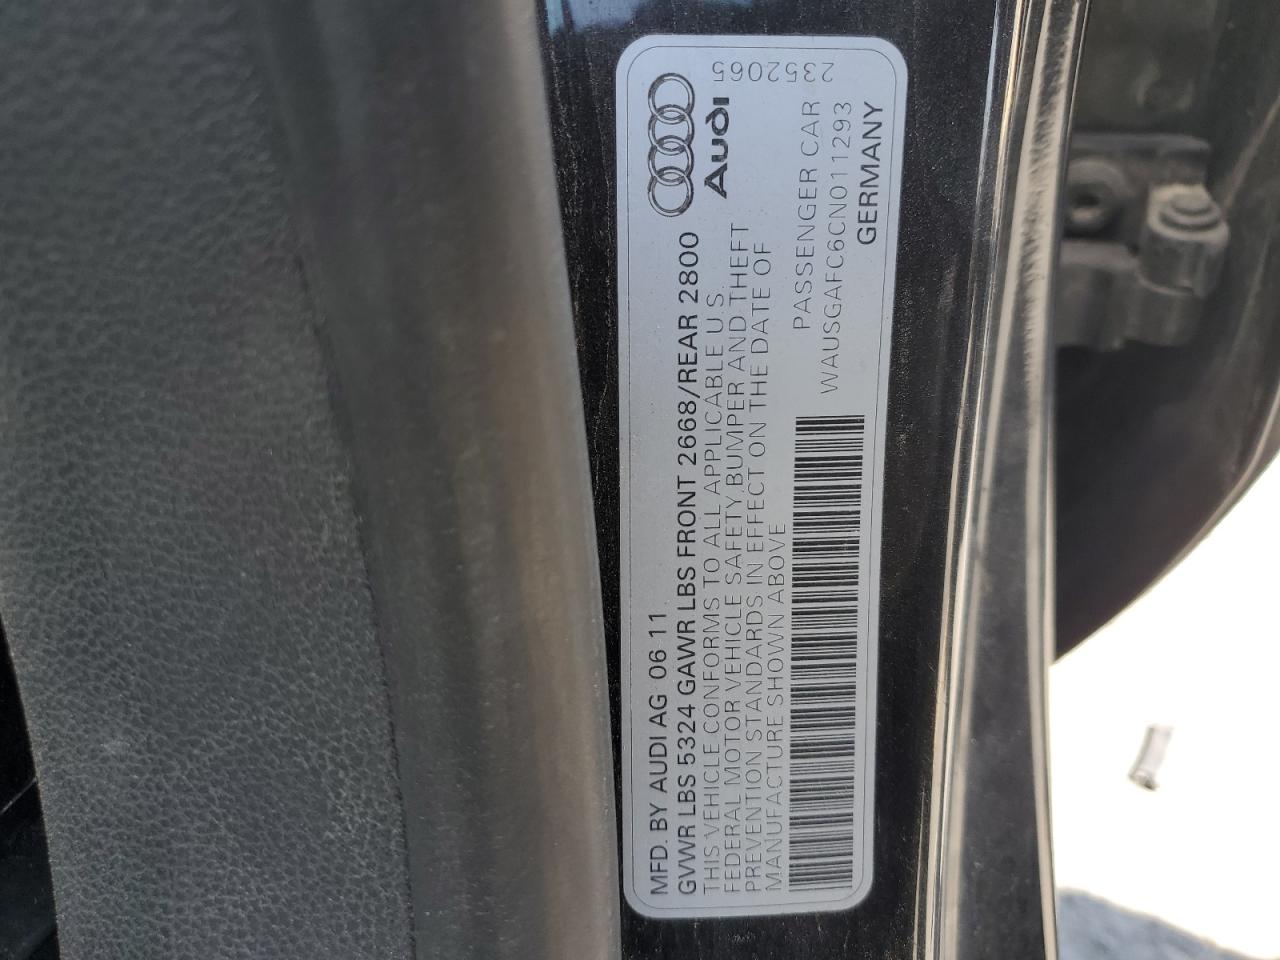 MFD. BY AUDI AG 06 11
GVWR LBS 5324 GAWR LBS FRONT 2668/REAR 2800
THIS VEHICLE CONFORMS TO ALL APPLICABLE U.S.
FEDERAL MOTOR VEHICLE SAFETY, BUMPER AND THEFT
PREVENTION STANDARDS IN EFFECT ON THE DATE OF
MANUFACTURE SHOWN ABOVE
Audi
PASSENGER CAR
WAUSGAFC6CN011293
GERMANY
2352065